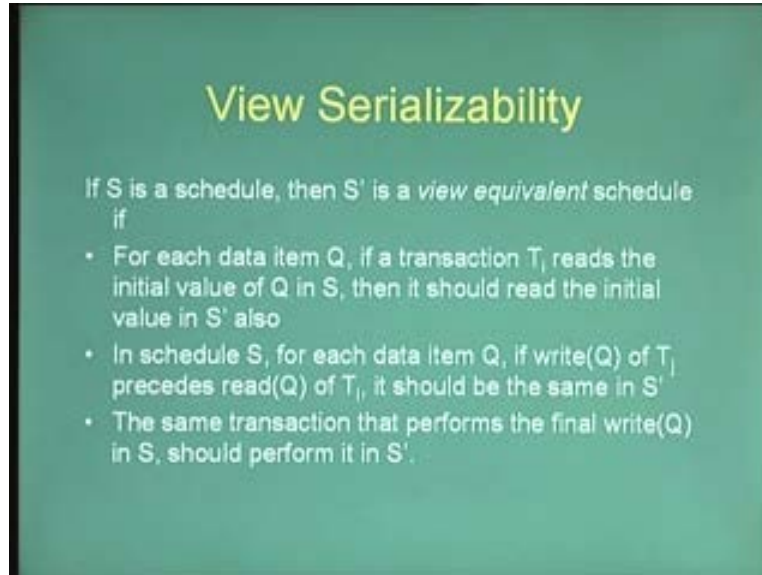 View Serializability
If S is a schedule, then S' is a view equivalent schedule
if
• For each data item Q, if a transaction Ti reads the
initial value of Q in S, then it should read the initial
value in S' also
• In schedule S, for each data item Q, if write(Q) of Tj
precedes read(Q) of Ti, it should be the same in S'
• The same transaction that performs the final write(Q)
in S, should perform it in S'.